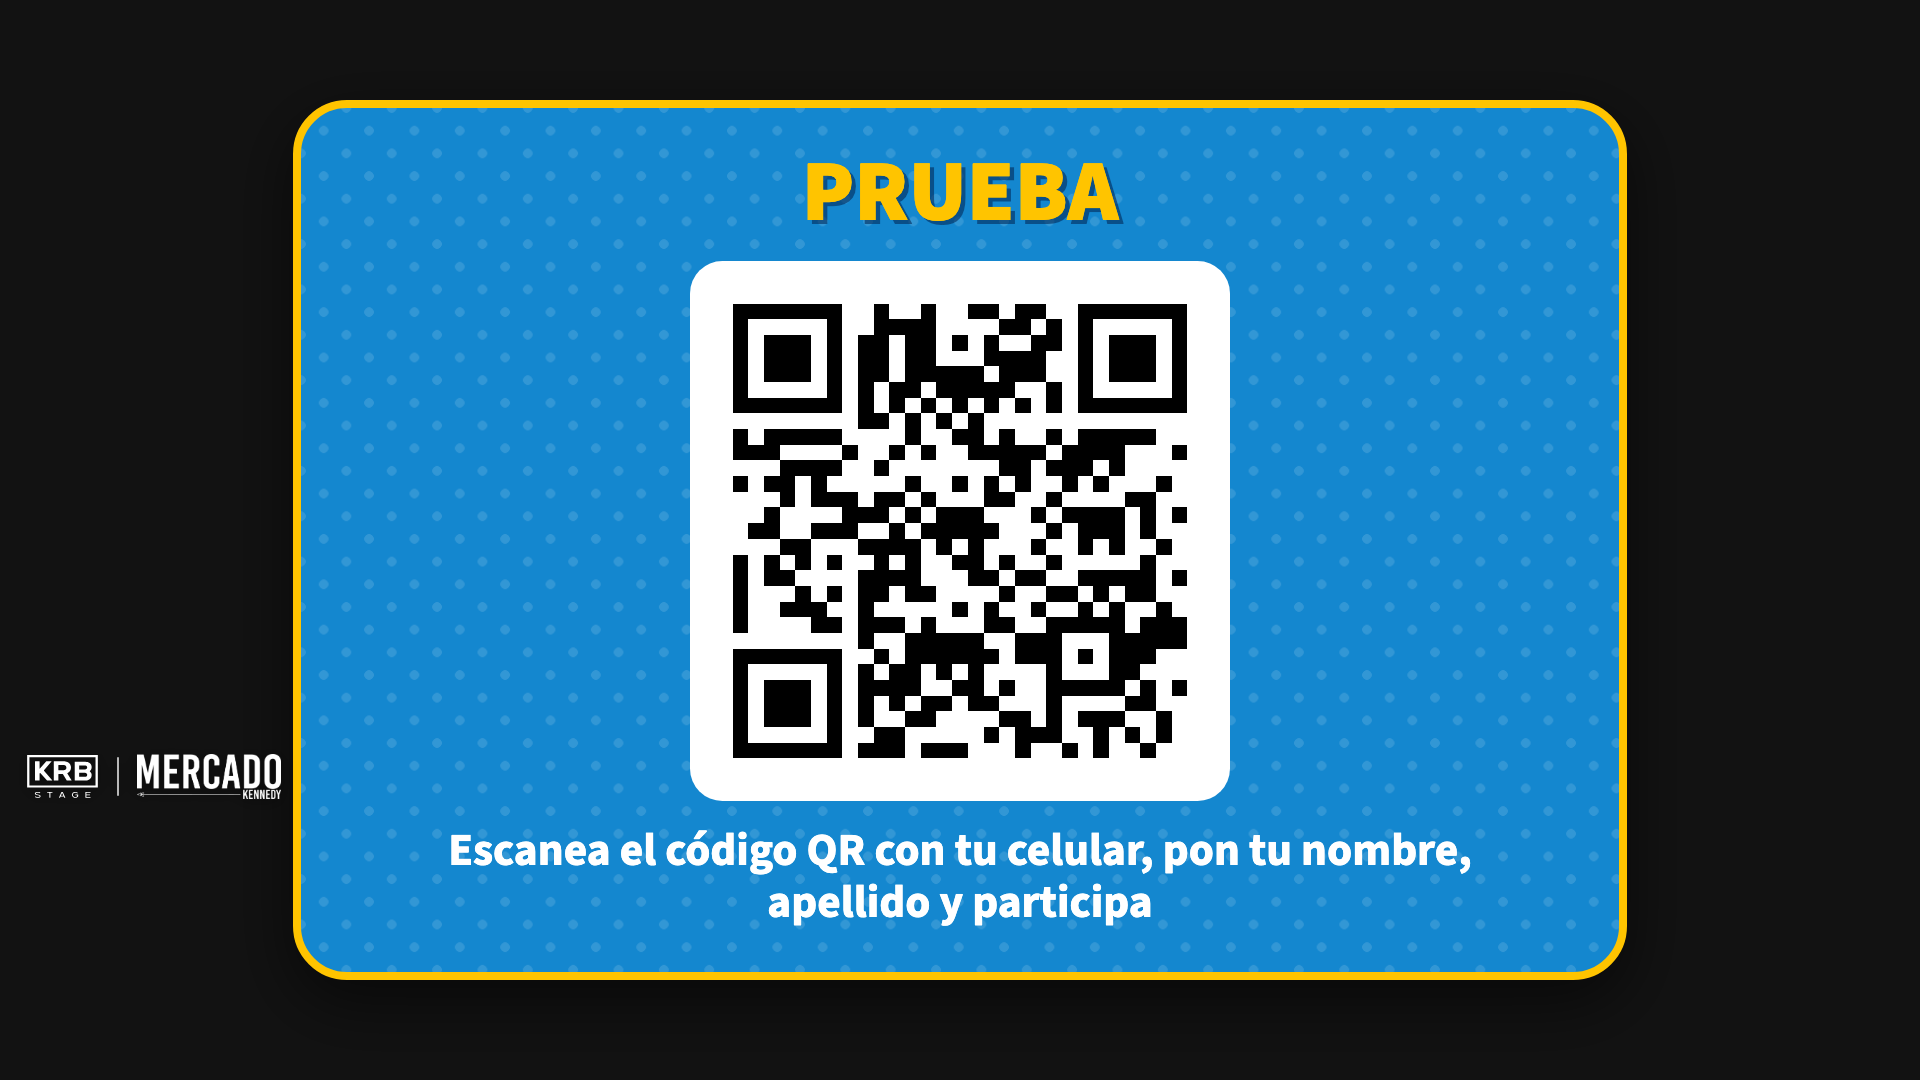 PRUEBA
KRB
STAGE
MERCADO
KENNEDY
Escanea el código QR con tu celular, pon tu nombre,
apellido y participa